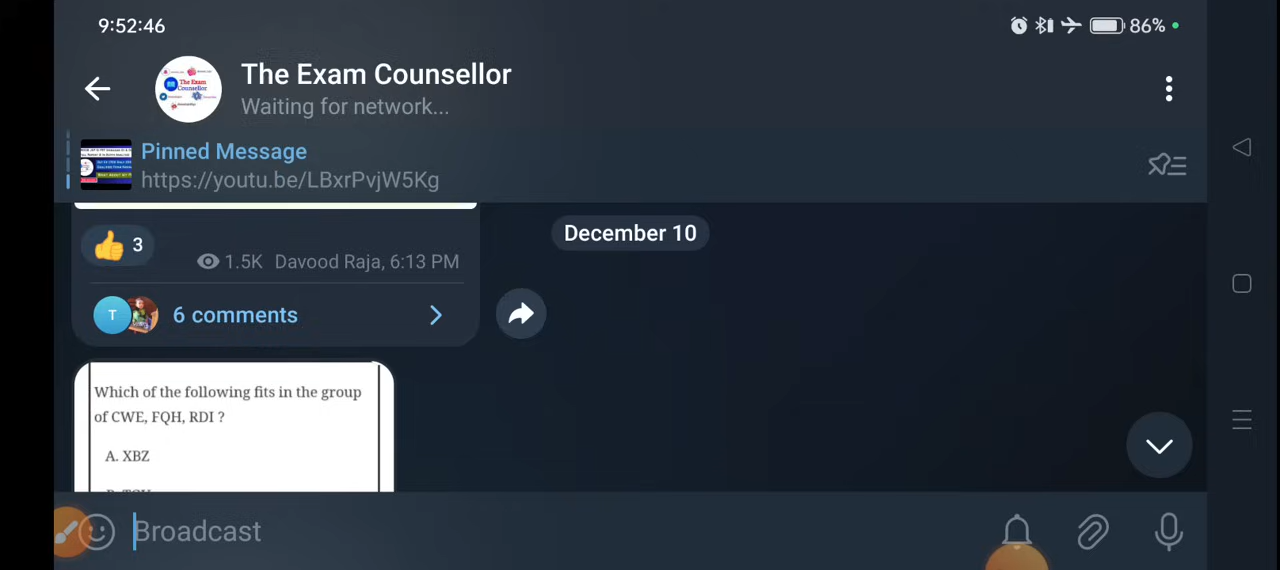 9:52:46
86%
The Exam Counsellor
Waiting for network...
Pinned Message
https://youtu.be/LBxrPvjW5Kg
December 10
👍 3
1.5K Davood Raja, 6:13 PM
T
6 comments
Which of the following fits in the group
of CWE, FQH, RDI ?
A. XBZ
Broadcast